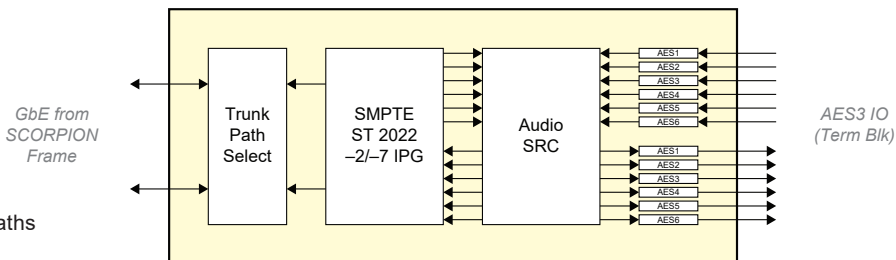 GbE from
SCORPION
Frame
Trunk
Path
Select
SMPTE
ST 2022
–2/–7 IPG
Audio
SRC
AES1
AES2
AES3
AES4
AES5
AES6
AES1
AES2
AES3
AES4
AES5
AES6
AES3 IO
(Term Blk)
aths